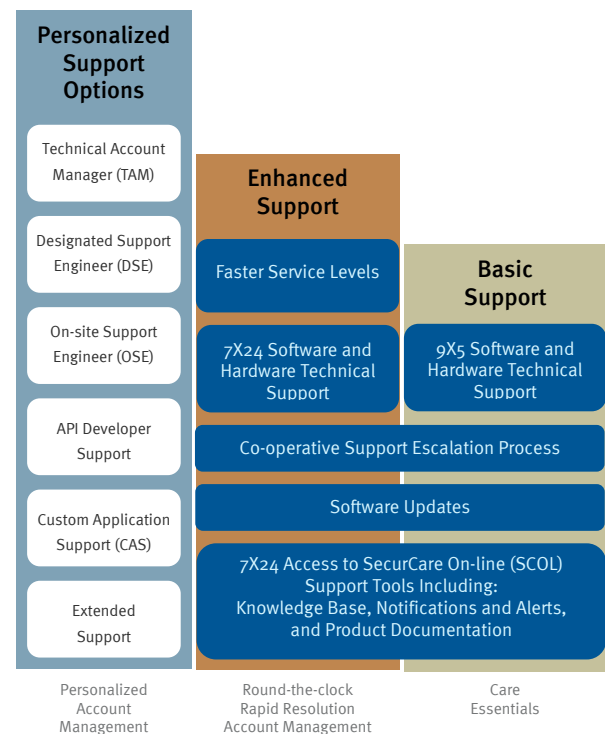 Personalized
Support
Options
Technical Account
Manager (TAM)
Designated Support
Engineer (DSE)
On-site Support
Engineer (OSE)
API Developer
Support
Custom Application
Support (CAS)
Extended
Support
Personalized
Account
Management
Enhanced
Support
Faster Service Levels
7X24 Software and
Hardware Technical
Support
Basic
Support
9X5 Software and
Hardware Technical
Support
Co-operative Support Escalation Process
Software Updates
7X24 Access to SecurCare On-line (SCOL)
Support Tools Including:
Knowledge Base, Notifications and Alerts,
and Product Documentation
Round-the-clock
Rapid Resolution
Account Management
Care
Essentials